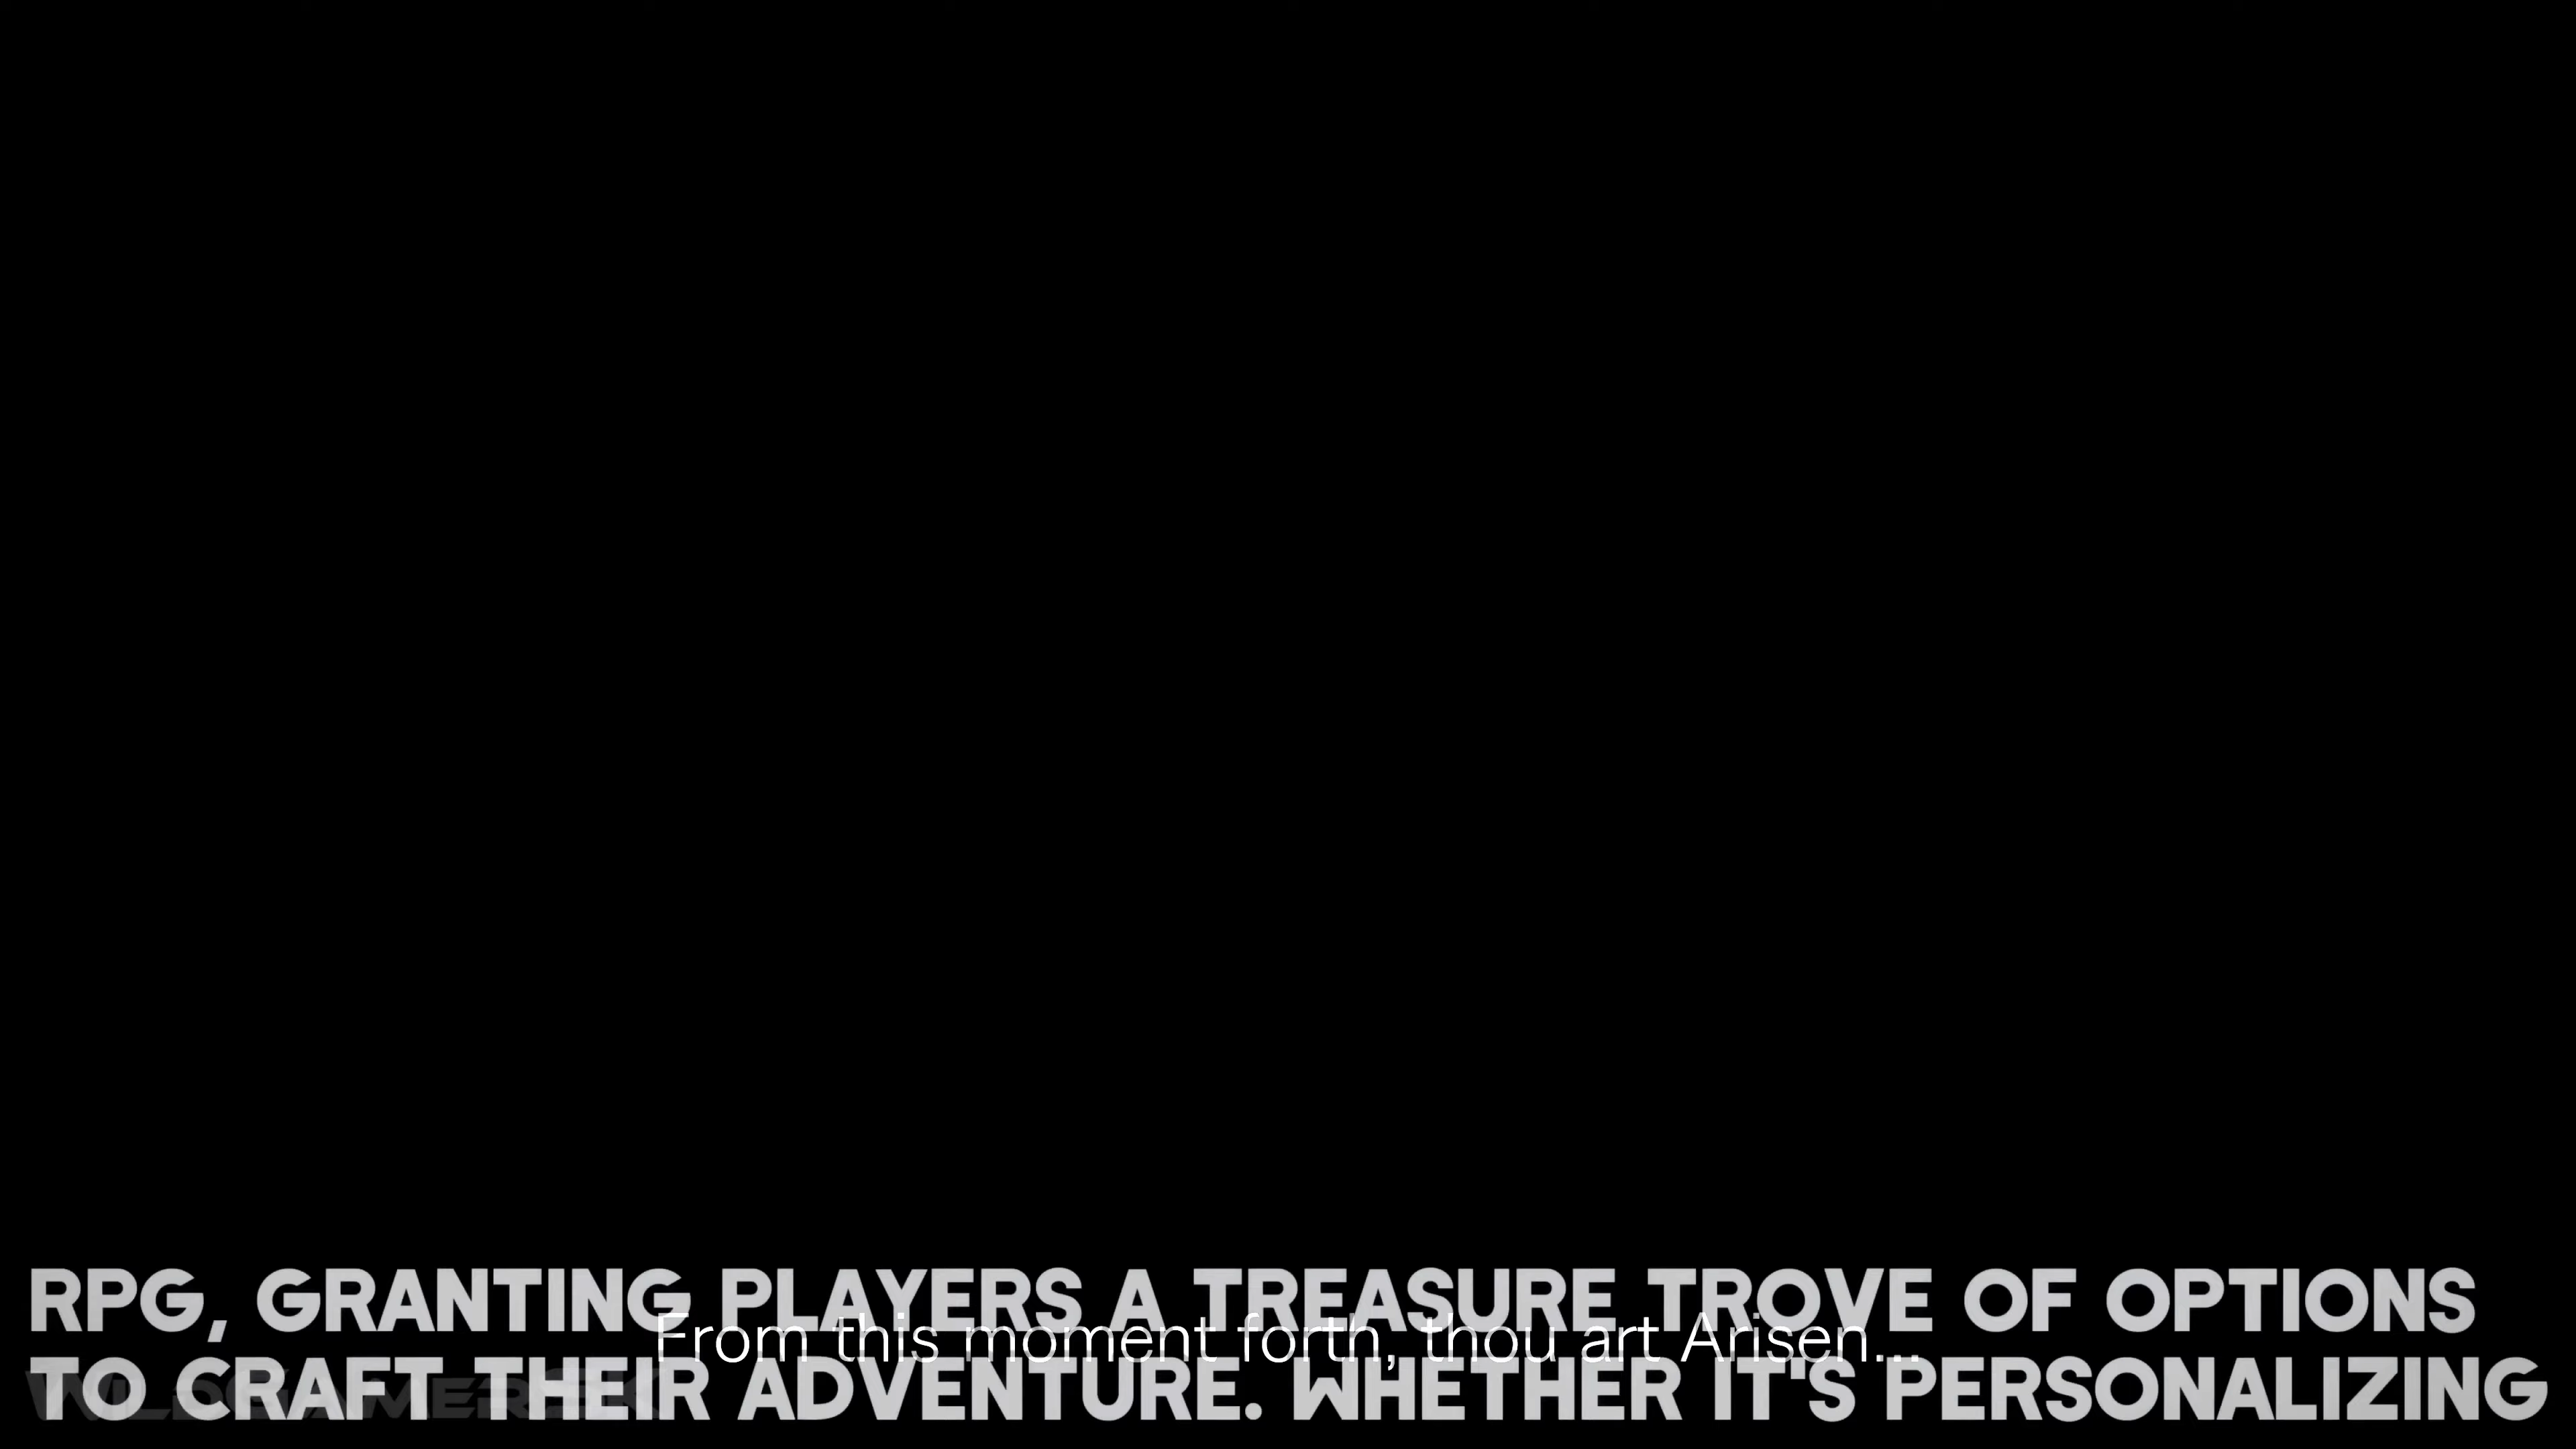 RPG, GRANTING PLAYERS A TREASURE TROVE OF OPTIONS
From this moment forth, thou art Arisen...
TO CRAFT THEIR ADVENTURE. WHETHER IT'S PERSONALIZING